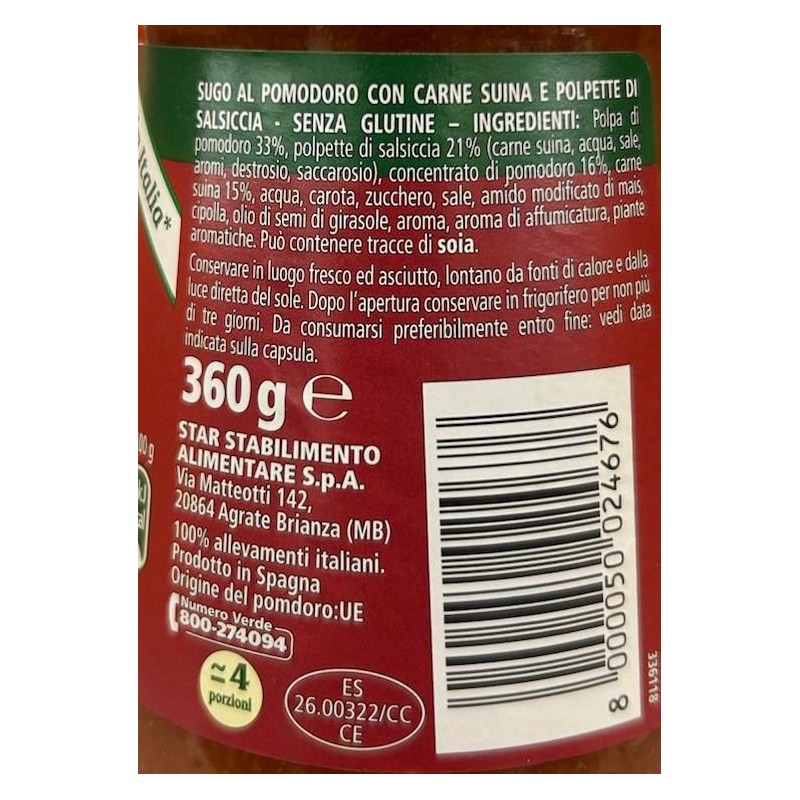 SUGO AL POMODORO CON CARNE SUINA E POLPETTE DI
SALSICCIA - SENZA GLUTINE – INGREDIENTI: Polpa di
pomodoro 33%, polpette di salsiccia 21% (carne suina, acqua, sale,
aromi, destrosio, saccarosio), concentrato di pomodoro 16%, carne
suina 15%, acqua, carota, zucchero, sale, amido modificato di mais,
cipolla, olio di semi di girasole, aroma, aroma di affumicatura, piante
aromatiche. Può contenere tracce di soia.
Italia*
Conservare in luogo fresco ed asciutto, lontano da fonti di calore e dalla
luce diretta del sole. Dopo l'apertura conservare in frigorifero per non più
di tre giorni. Da consumarsi preferibilmente entro fine: vedi data
indicata sulla capsula.
360 g e
STAR STABILIMENTO
ALIMENTARE S.p.A.
Via Matteotti 142,
20864 Agrate Brianza (MB)
100% allevamenti italiani.
Prodotto in Spagna
Origine del pomdoro:UE
Numero Verde
800-274094
≃4
porzioni
ES
26.00322/CC
CE
8 000050 024676
336118